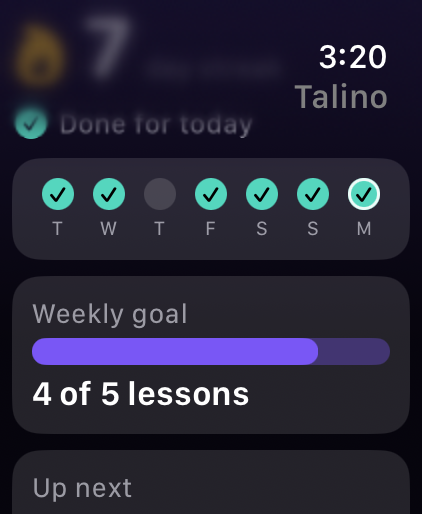 7
3:20
Talino
Done for today
T W T F S S M
Weekly goal
4 of 5 lessons
Up next